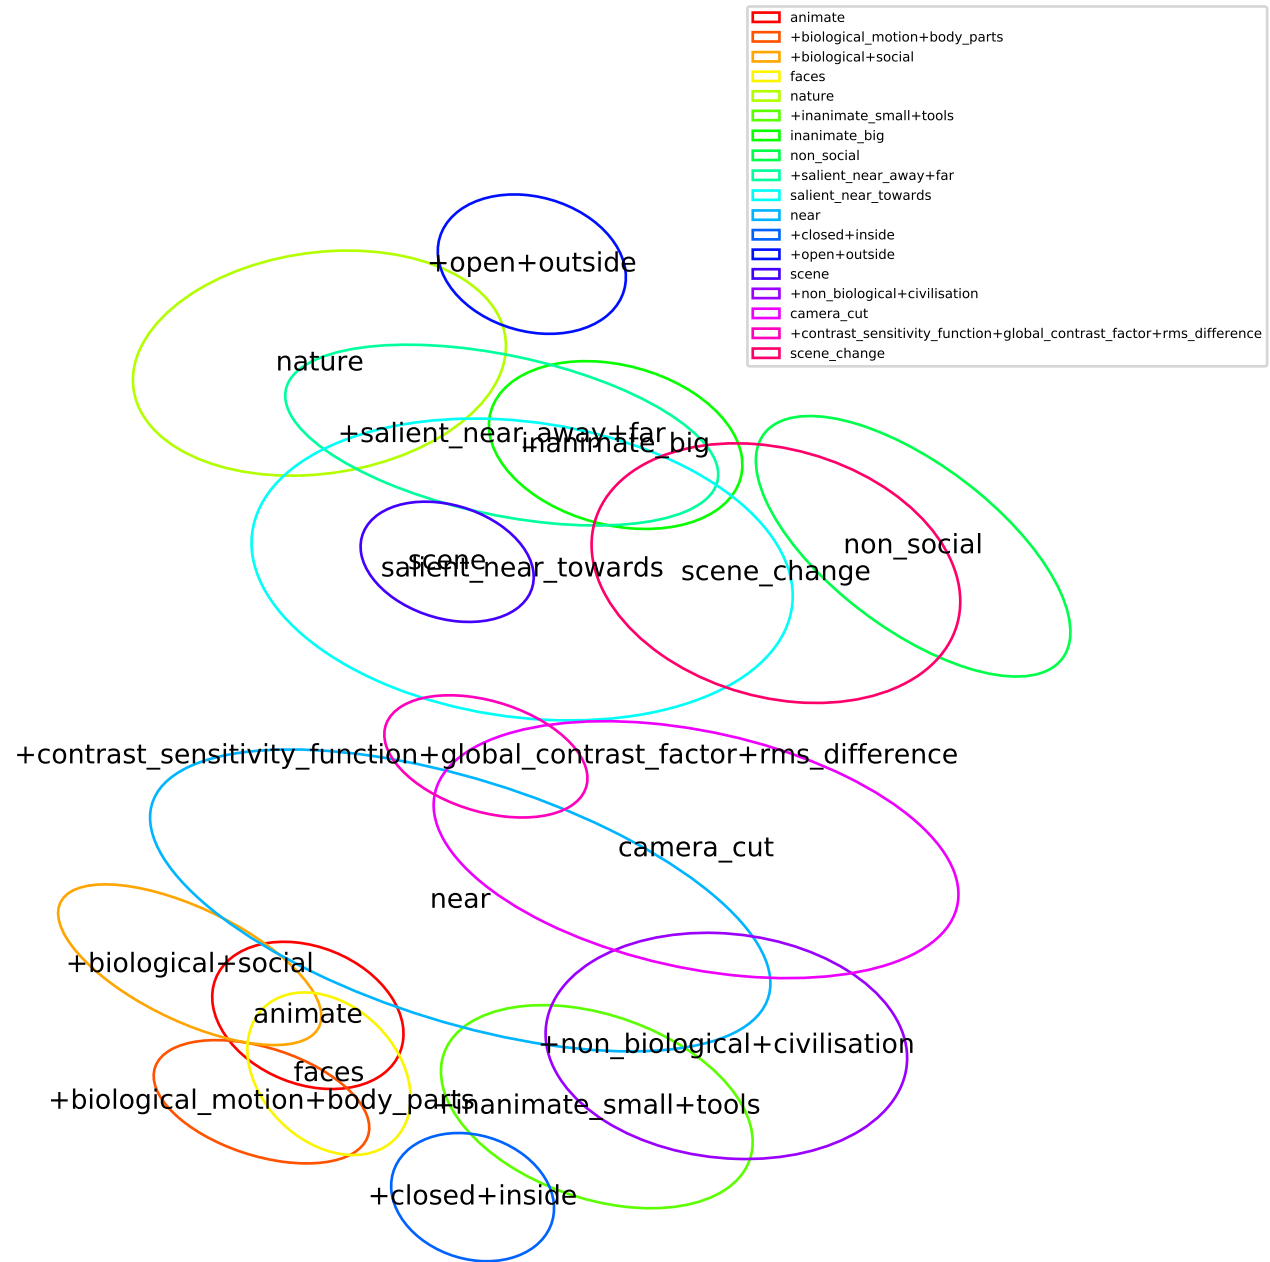 animate
+biological_motion+body_parts
+biological+social
faces
nature
+inanimate_small+tools
inanimate_big
non_social
+salient_near_away+far
salient_near_towards
near
+closed+inside
+open+outside
scene
+non_biological+civilisation
camera_cut
+contrast_sensitivity_function+global_contrast_factor+rms_difference
scene_change
+open+outside
nature
+salient_near_away+far
inanimate_big
non_social
scene
salient_near_towards
scene_change
+contrast_sensitivity_function+global_contrast_factor+rms_difference
camera_cut
near
+biological+social
animate
+non_biological+civilisation
faces
+biological_motion+body_parts
+inanimate_small+tools
+closed+inside